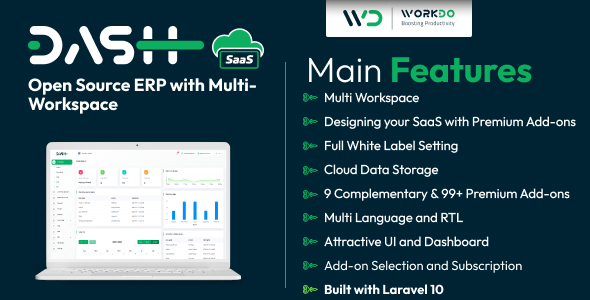 DASH
SaaS
Open Source ERP with Multi-
Workspace
WORKDO
Boosting Productivity
Main Features
Multi Workspace
Designing your SaaS with Premium Add-ons
Full White Label Setting
Cloud Data Storage
9 Complementary & 99+ Premium Add-ons
Multi Language and RTL
Attractive UI and Dashboard
Add-on Selection and Subscription
Built with Laravel 10